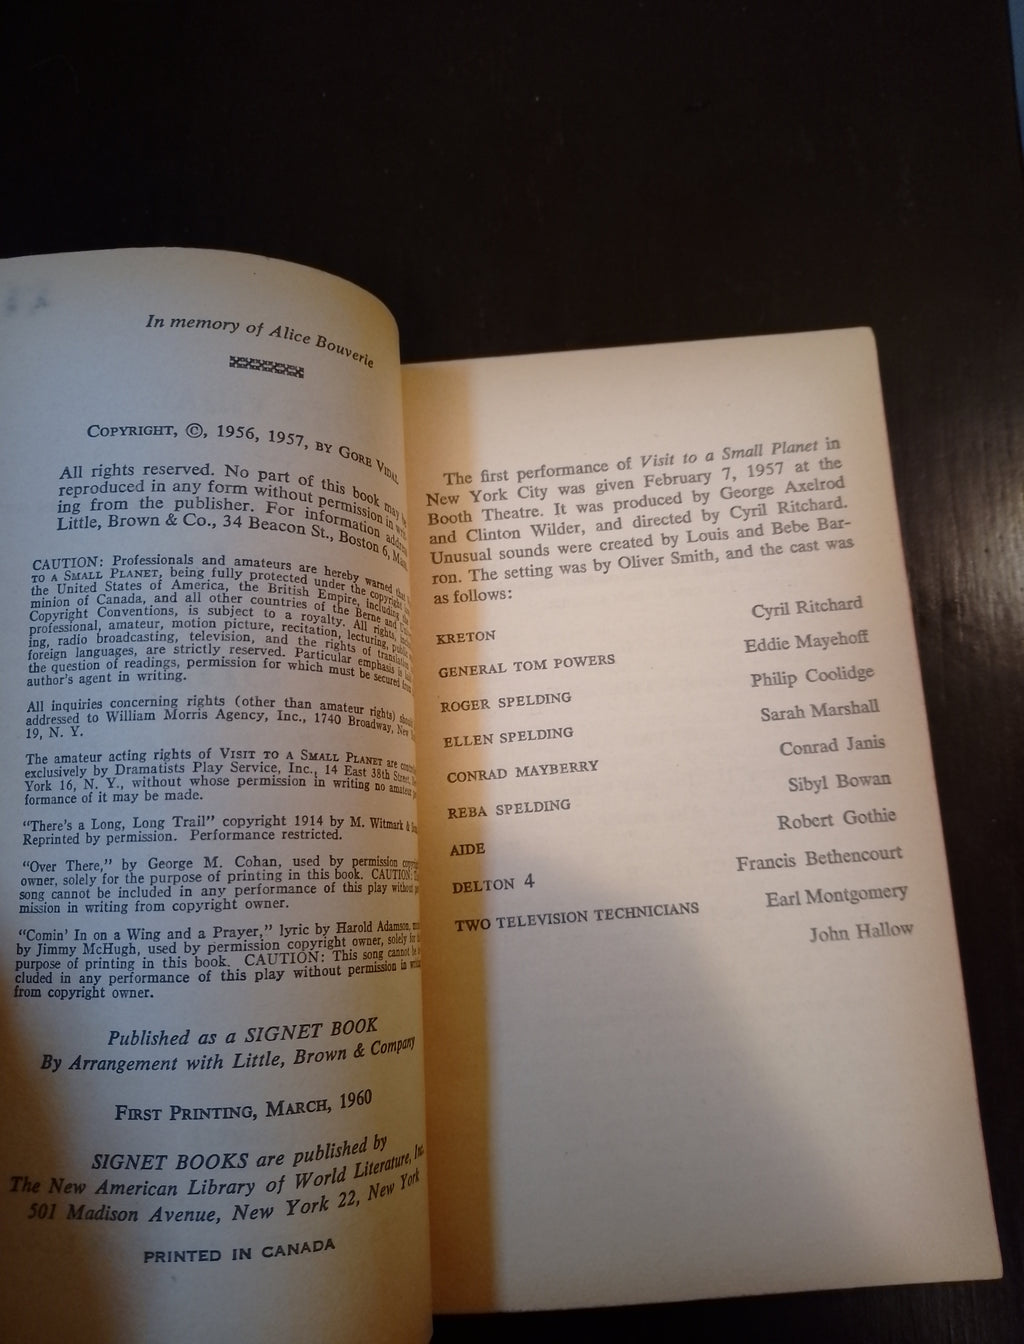 In memory of Alice Bouverie
COPYRIGHT, ©, 1956, 1957, BY GORE VIDAL
All rights reserved. No part of this book may
reproduced in any form without permission in
ing from the publisher. For information
Little, Brown & Co., 34 Beacon St., Boston 6,
CAUTION: Professionals and amateurs are hereby warned
TO A SMALL PLANET, being fully protected under the
the United States of America, the British Empire, including
minion of Canada, and all other countries of the Berne and
Copyright Conventions, is subject to a royalty. All rights,
professional, amateur, motion picture, recitation, lecturing,
ing, radio broadcasting, television, and the rights of translation
foreign languages, are strictly reserved. Particular emphasis is
the question of readings, permission for which must be secured
author's agent in writing.
All inquiries concerning rights (other than amateur rights)
addressed to William Morris Agency, Inc., 1740 Broadway, New
19, N. Y.
The amateur acting rights of VISIT TO A SMALL PLANET are
exclusively by Dramatists Play Service, Inc., 14 East 38th Street,
York 16, N. Y., without whose permission in writing no
formance of it may be made.
"There's a Long, Long Trail" copyright 1914 by M. Witmark &
Reprinted by permission. Performance restricted.
"Over There," by George M. Cohan, used by permission
owner, solely for the purpose of printing in this book. CAUTION:
song cannot be included in any performance of this play without
mission in writing from copyright owner.
"Comin' In on a Wing and a Prayer," lyric by Harold Adamson,
by Jimmy McHugh, used by permission copyright owner, solely for
purpose of printing in this book. CAUTION: This song cannot be
cluded in any performance of this play without permission in
from copyright owner.
Published as a SIGNET BOOK
By Arrangement with Little, Brown & Company
FIRST PRINTING, MARCH, 1960
SIGNET BOOKS are published by
The New American Library of World Literature, Inc.
501 Madison Avenue, New York 22, New York
PRINTED IN CANADA
The first performance of Visit to a Small Planet in
New York City was given February 7, 1957 at the
Booth Theatre. It was produced by George Axelrod
and Clinton Wilder, and directed by Cyril Ritchard.
Unusual sounds were created by Louis and Bebe Bar-
ron. The setting was by Oliver Smith, and the cast was
as follows:
KRETON Cyril Ritchard
GENERAL TOM POWERS Eddie Mayehoff
ROGER SPELDING Philip Coolidge
ELLEN SPELDING Sarah Marshall
CONRAD MAYBERRY Conrad Janis
REBA SPELDING Sibyl Bowan
AIDE Robert Gothie
DELTON 4 Francis Bethencourt
TWO TELEVISION TECHNICIANS Earl Montgomery
John Hallow